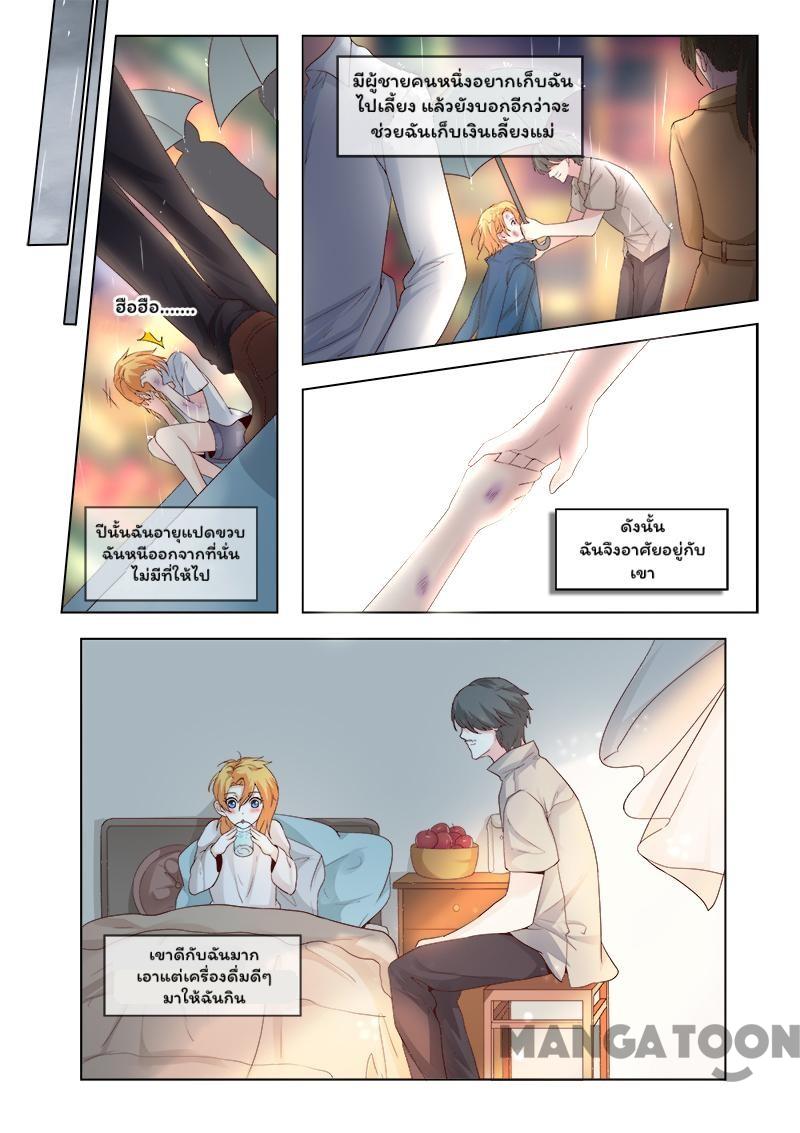 ฮือฮือ.......
ปีนั้นฉันอายุแปดขวบ
ฉันหนีออกจากที่นั่น
ไม่มีที่ให้ไป
มีผู้ชายคนหนึ่งอยากเก็บฉัน
ไปเลี้ยง แล้วยังบอกอีกว่าจะ
ช่วยฉันเก็บเงินเลี้ยงแม่
ดังนั้น
ฉันจึงอาศัยอยู่กับ
เขา
เขาดีกับฉันมาก
เอาแต่เครื่องดื่มดีๆ
มาให้ฉันกิน
MANGATOON